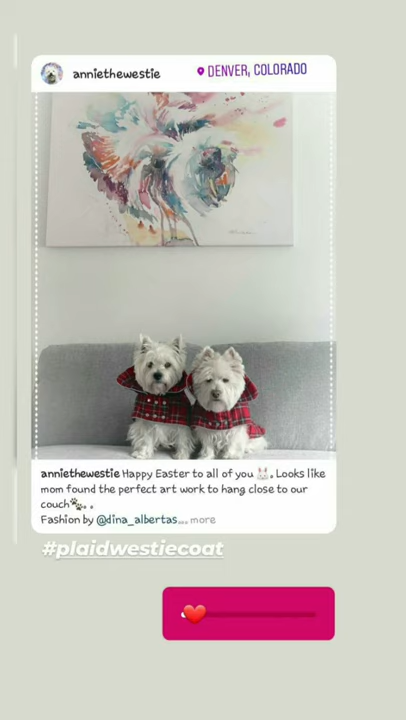 anniethewestie
DENVER, COLORADO
anniethewestie Happy Easter to all of you 🐰. Looks like
mom found the perfect art work to hang close to our
couch🐾. .
Fashion by @dina_albertas... more
#plaidwestiecoat